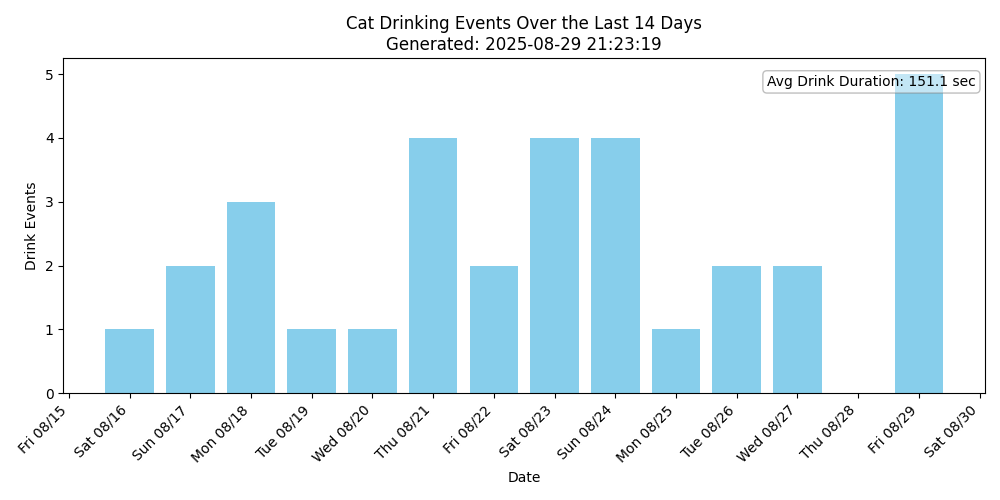 Cat Drinking Events Over the Last 14 Days
Generated: 2025-08-29 21:23:19
Avg Drink Duration: 151.1 sec
Drink Events
5
4
3
2
1
0
Fri 08/15
Sat 08/16
Sun 08/17
Mon 08/18
Tue 08/19
Wed 08/20
Thu 08/21
Fri 08/22
Sat 08/23
Sun 08/24
Mon 08/25
Tue 08/26
Wed 08/27
Thu 08/28
Fri 08/29
Sat 08/30
Date